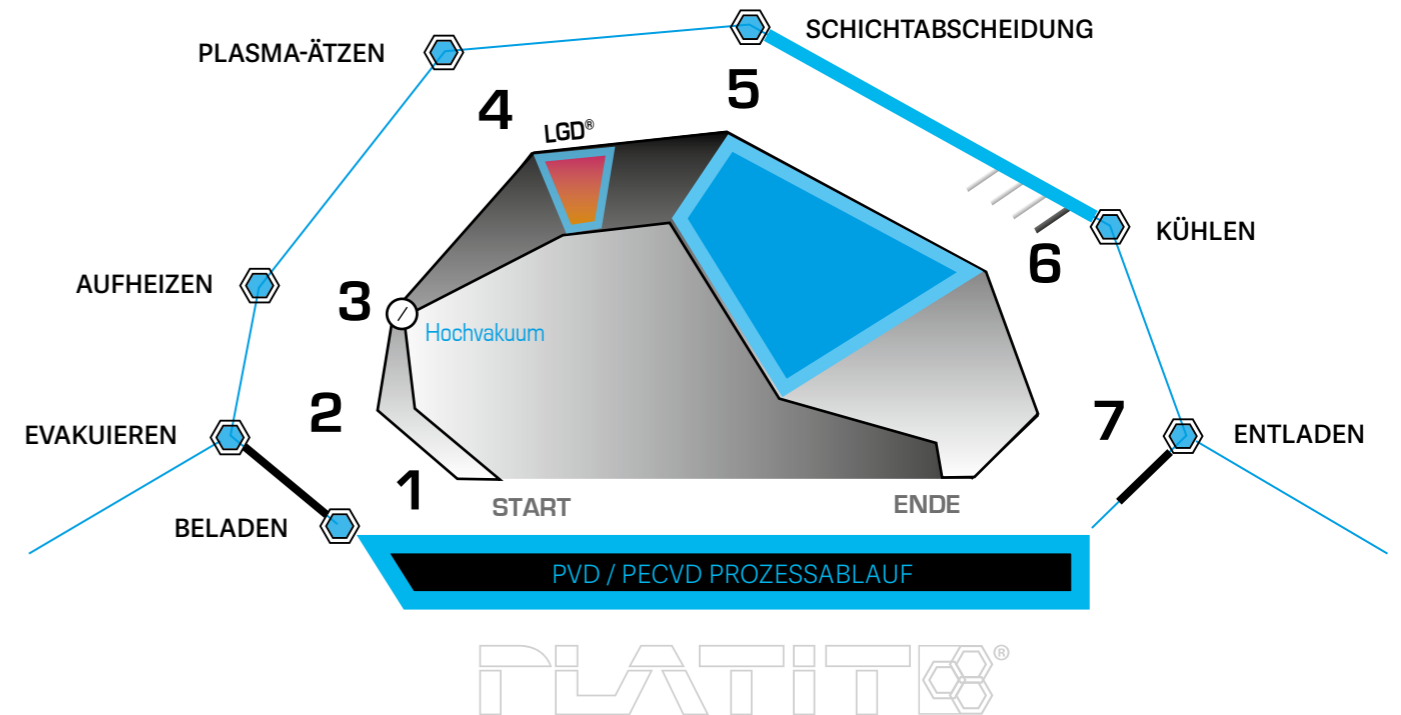 SCHICHTABSCHEIDUNG
PLASMA-ÄTZEN
5
4
LGD®
KÜHLEN
6
AUFHEIZEN
3
Hochvakuum
2
7
EVAKUIEREN
ENTLADEN
1
START
ENDE
BELADEN
PVD / PECVD PROZESSABLAUF
PLATIT®